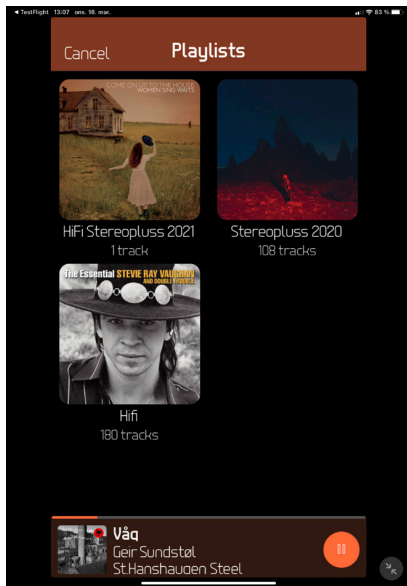 ◀ TestFlight 13:07 ons. 16. mar. 83 %
Cancel Playlists
COME ON UP TO THE HOUSE
WOMEN SING WAITS
HiFi Stereopluss 2021
1 track
Stereopluss 2020
108 tracks
The Essential STEVIE RAY VAUGHAN
AND DOUBLE TROUBLE
Hifi
180 tracks
Våg
Geir Sundstøl
St.Hanshaugen Steel